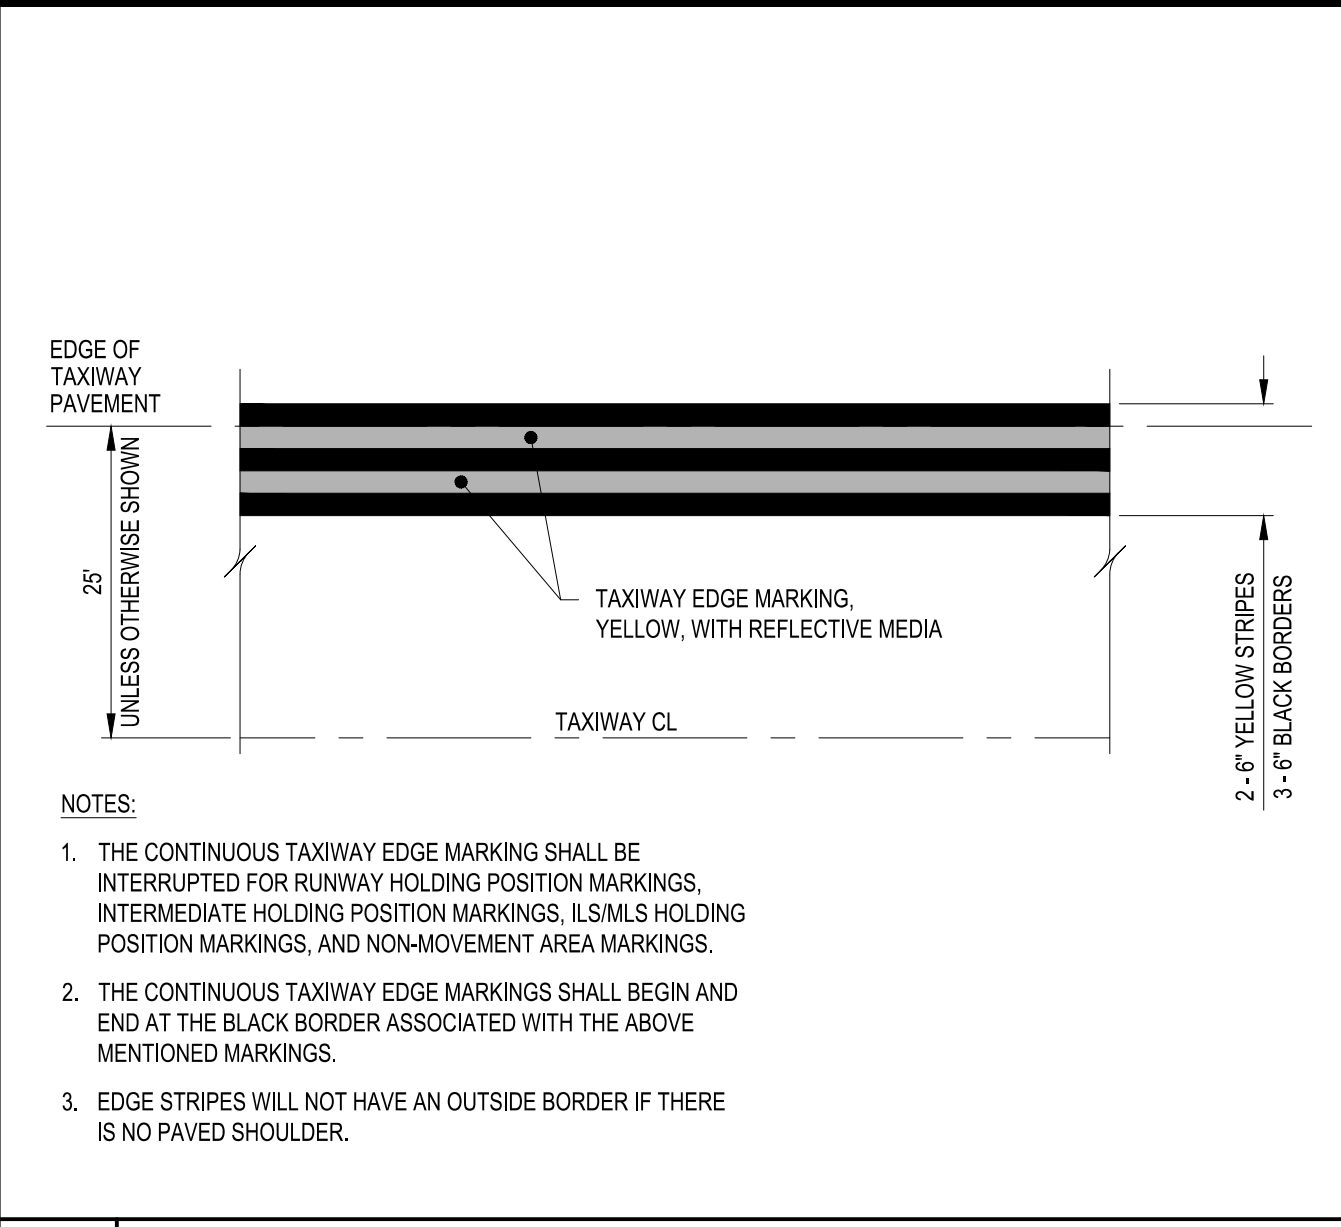 EDGE OF
TAXIWAY
PAVEMENT
25'
UNLESS OTHERWISE SHOWN
TAXIWAY EDGE MARKING,
YELLOW, WITH REFLECTIVE MEDIA
TAXIWAY CL
2 - 6" YELLOW STRIPES
3 - 6" BLACK BORDERS
NOTES:
1. THE CONTINUOUS TAXIWAY EDGE MARKING SHALL BE
INTERRUPTED FOR RUNWAY HOLDING POSITION MARKINGS,
INTERMEDIATE HOLDING POSITION MARKINGS, ILS/MLS HOLDING
POSITION MARKINGS, AND NON-MOVEMENT AREA MARKINGS.
2. THE CONTINUOUS TAXIWAY EDGE MARKINGS SHALL BEGIN AND
END AT THE BLACK BORDER ASSOCIATED WITH THE ABOVE
MENTIONED MARKINGS.
3. EDGE STRIPES WILL NOT HAVE AN OUTSIDE BORDER IF THERE
IS NO PAVED SHOULDER.